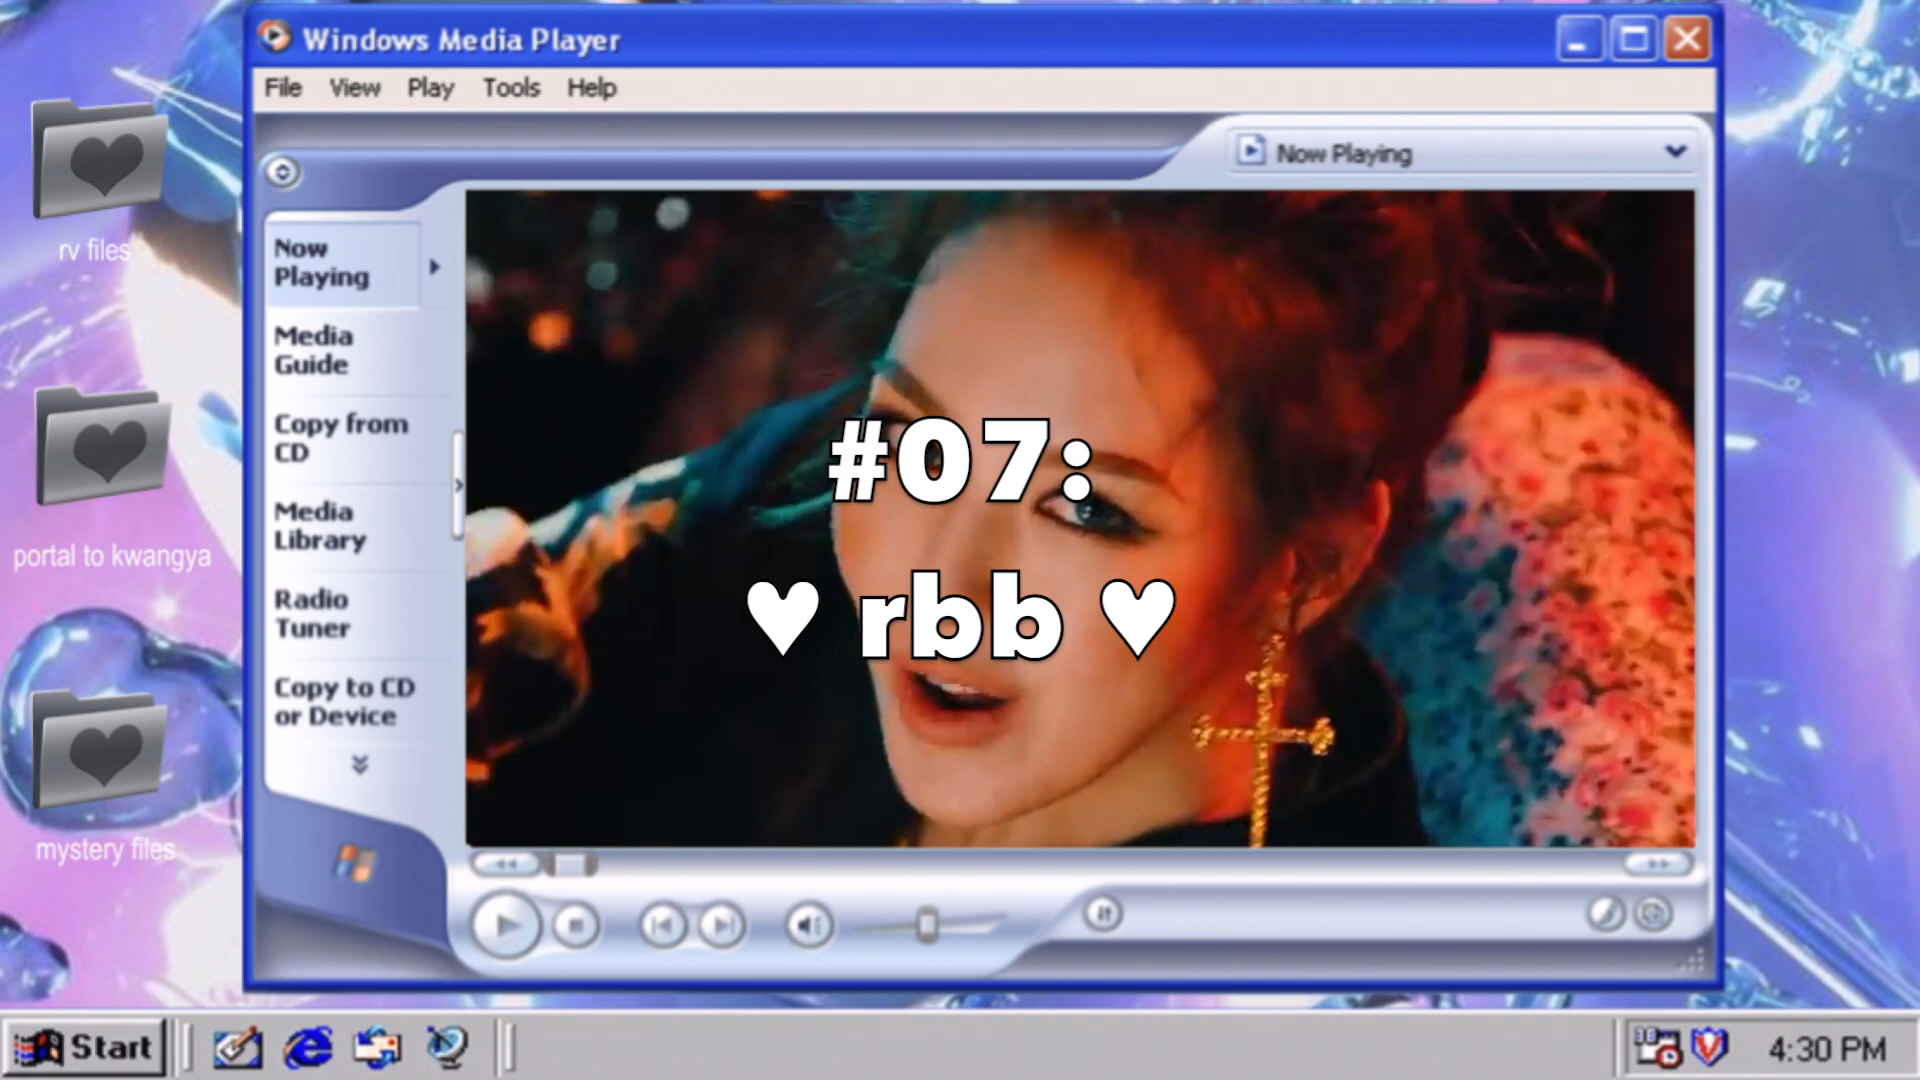 Windows Media Player
File View Play Tools Help
Now Playing
Now
Playing
Media
Guide
Copy from
CD
Media
Library
Radio
Tuner
Copy to CD
or Device
#07:
♥ rbb ♥
rv files
portal to kwangya
mystery files
Start
4:30 PM